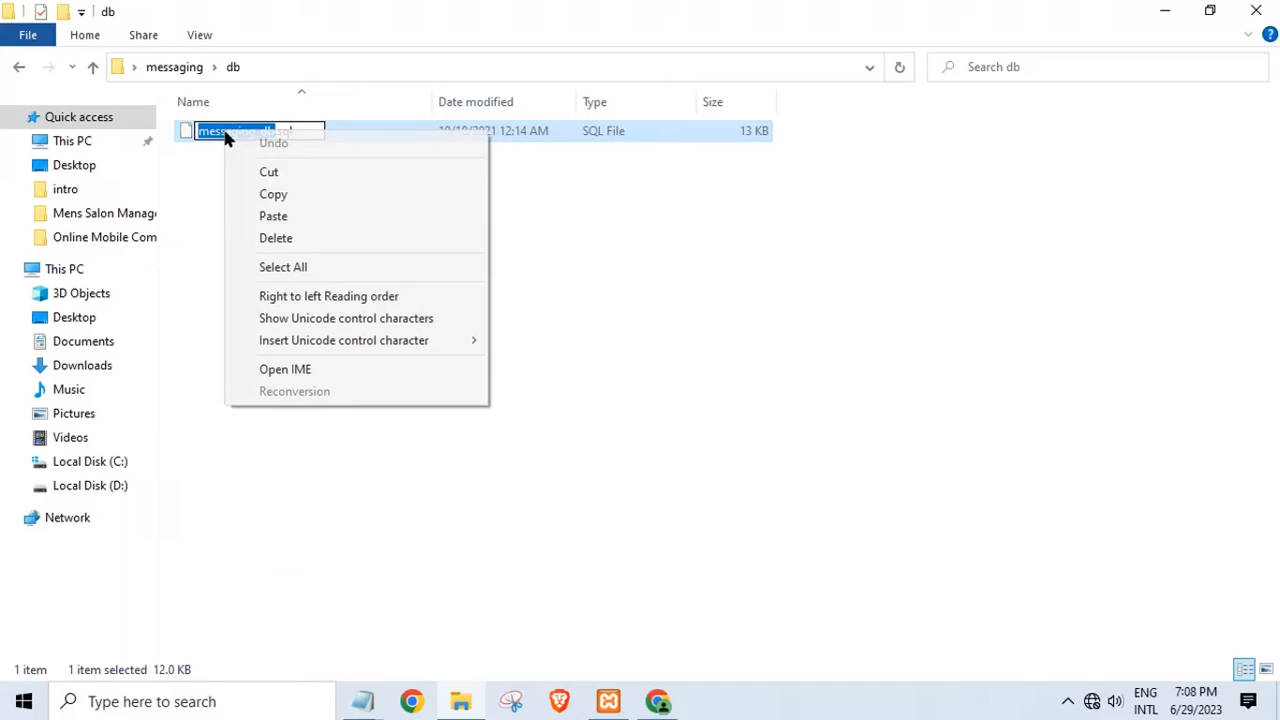 db
File
Home
Share
View
messaging
db
Search db
Name
Date modified
Type
Size
messaging_db.sql
10/18/2021 12:14 AM
SQL File
13 KB
Undo
Cut
Copy
Paste
Delete
Select All
Right to left Reading order
Show Unicode control characters
Insert Unicode control character
Open IME
Reconversion
Quick access
This PC
Desktop
intro
Mens Salon Manag
Online Mobile Com
This PC
3D Objects
Desktop
Documents
Downloads
Music
Pictures
Videos
Local Disk (C:)
Local Disk (D:)
Network
1 item
1 item selected 12.0 KB
Type here to search
ENG
INTL
7:08 PM
6/29/2023